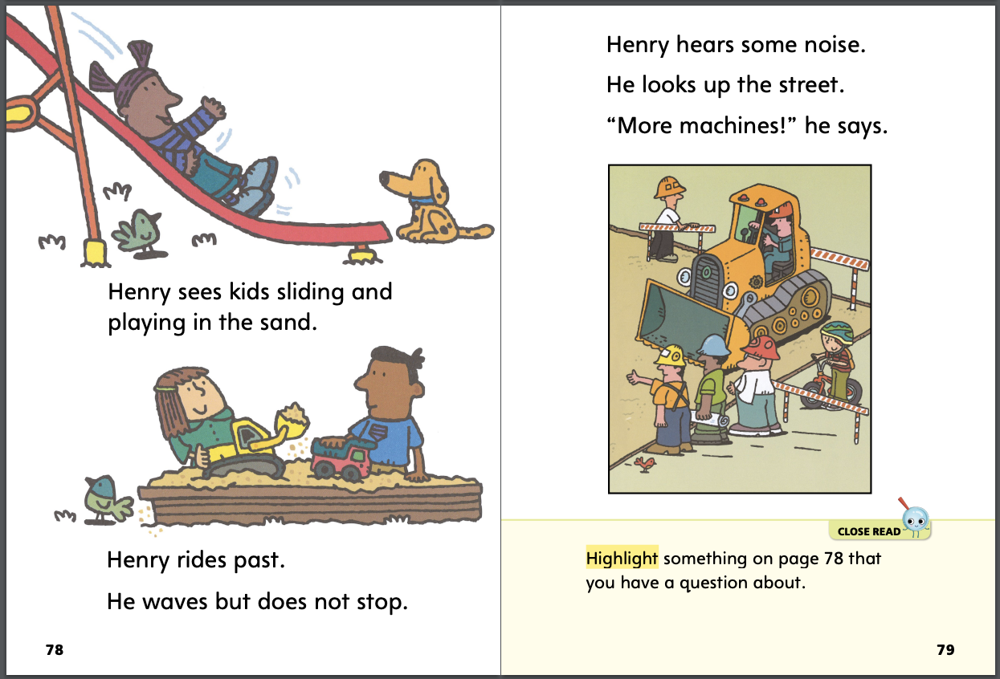 Henry sees kids sliding and
playing in the sand.
Henry rides past.
He waves but does not stop.
78
Henry hears some noise.
He looks up the street.
“More machines!” he says.
CLOSE READ
Highlight something on page 78 that
you have a question about.
79